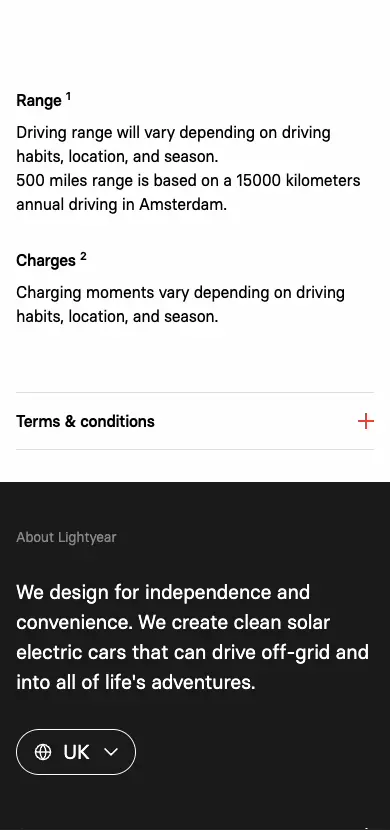 Range 1
Driving range will vary depending on driving
habits, location, and season.
500 miles range is based on a 15000 kilometers
annual driving in Amsterdam.
Charges 2
Charging moments vary depending on driving
habits, location, and season.
Terms & conditions
About Lightyear
We design for independence and
convenience. We create clean solar
electric cars that can drive off-grid and
into all of life's adventures.
UK